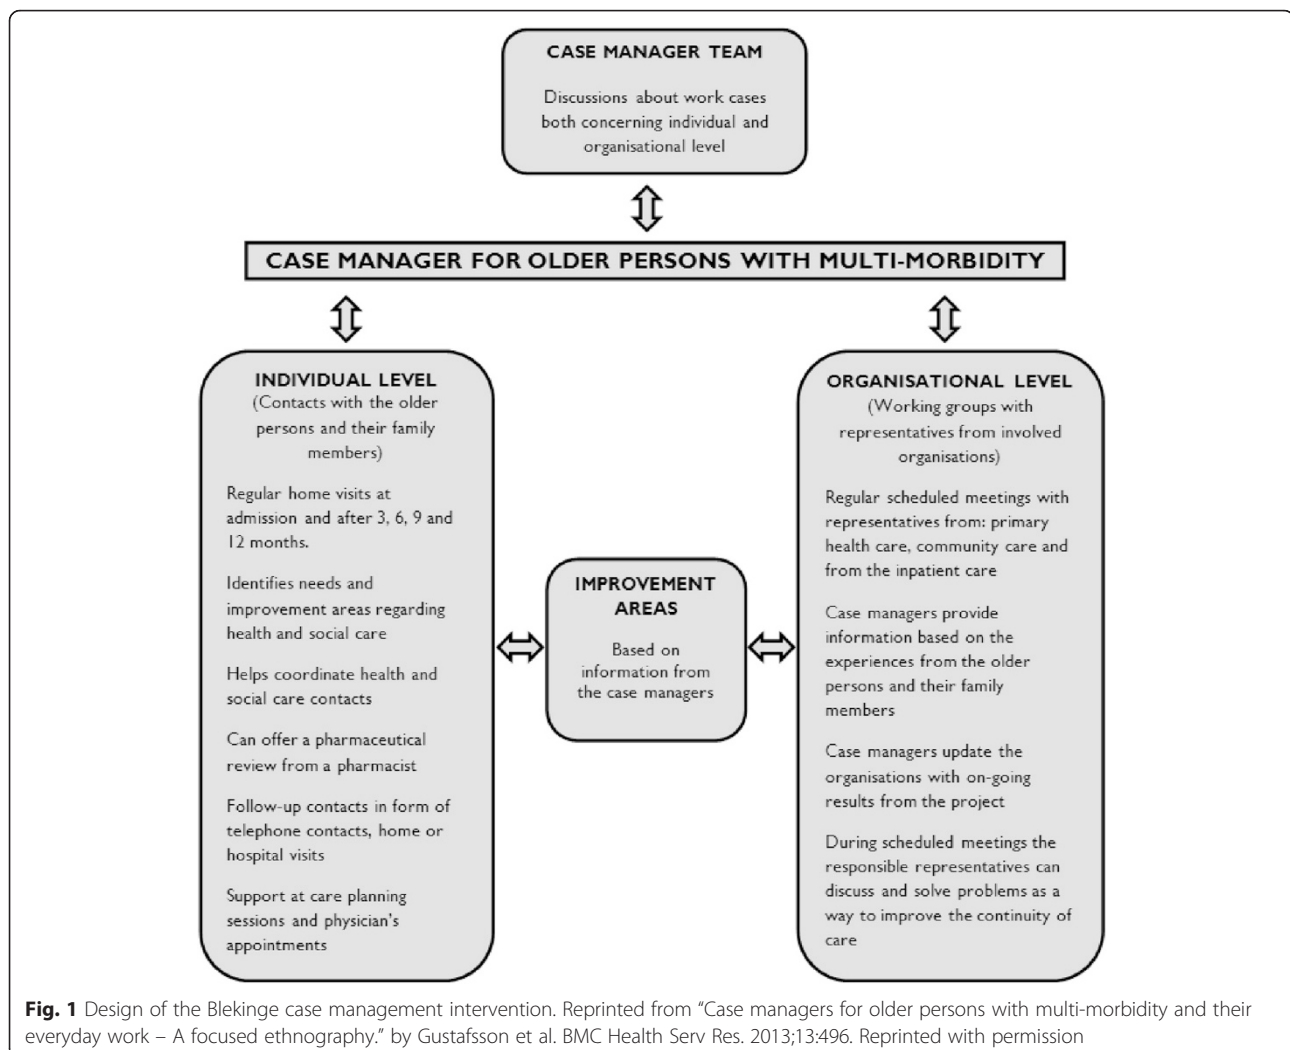 CASE MANAGER TEAM
Discussions about work cases
both concerning individual and
organisational level
CASE MANAGER FOR OLDER PERSONS WITH MULTI-MORBIDITY
INDIVIDUAL LEVEL
(Contacts with the older
persons and their family
members)
Regular home visits at
admission and after 3, 6, 9 and
12 months.
Identifies needs and
improvement areas regarding
health and social care
Helps coordinate health and
social care contacts
Can offer a pharmaceutical
review from a pharmacist
Follow-up contacts in form of
telephone contacts, home or
hospital visits
Support at care planning
sessions and physician's
appointments
IMPROVEMENT
AREAS
Based on
information from
the case managers
ORGANISATIONAL LEVEL
(Working groups with
representatives from involved
organisations)
Regular scheduled meetings with
representatives from: primary
health care, community care and
from the inpatient care
Case managers provide
information based on the
experiences from the older
persons and their family
members
Case managers update the
organisations with on-going
results from the project
During scheduled meetings the
responsible representatives can
discuss and solve problems as a
way to improve the continuity of
care
Fig. 1 Design of the Blekinge case management intervention. Reprinted from “Case managers for older persons with multi-morbidity and their
everyday work – A focused ethnography.” by Gustafsson et al. BMC Health Serv Res. 2013;13:496. Reprinted with permission